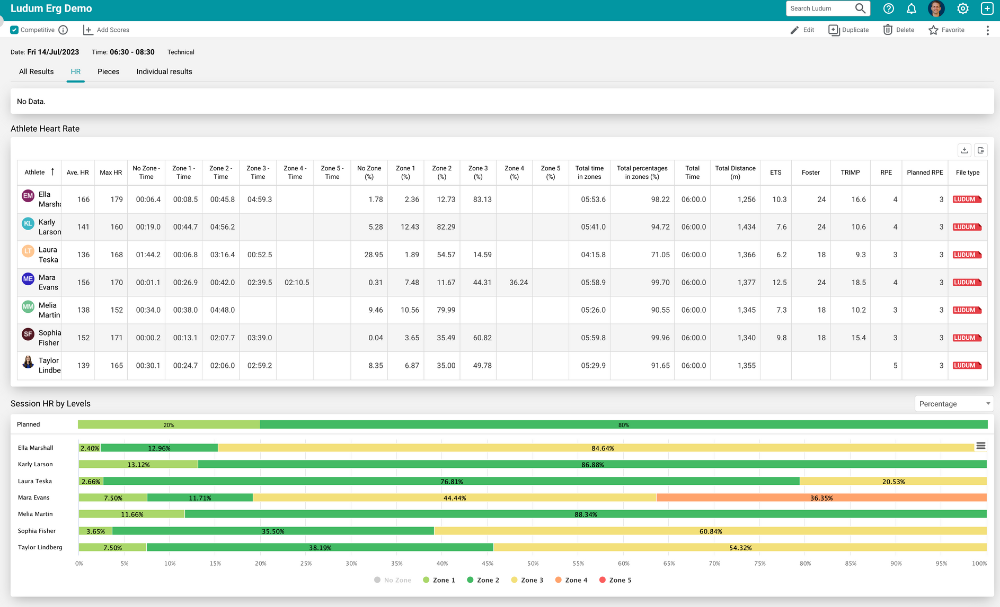 Ludum Erg Demo
Search Ludum
Competitive
Add Scores
Edit
Duplicate
Delete
Favorite
Date: Fri 14/Jul/2023 Time: 06:30 - 08:30 Technical
All Results HR Pieces Individual results
No Data.
Athlete Heart Rate
Athlete ↑ Ave. HR Max HR No Zone - Time Zone 1 - Time Zone 2 - Time Zone 3 - Time Zone 4 - Time Zone 5 - Time No Zone (%) Zone 1 (%) Zone 2 (%) Zone 3 (%) Zone 4 (%) Zone 5 (%) Total time in zones Total percentages in zones (%) Total Time Total Distance (m) ETS Foster TRIMP RPE Planned RPE File type
EM Ella Marsha 166 179 00:06.4 00:08.5 00:45.8 04:59.3 1.78 2.36 12.73 83.13 05:53.6 98.22 06:00.0 1,256 10.3 24 16.6 4 3 LUDUM
KL Karly Larson 141 160 00:19.0 00:44.7 04:56.2 5.28 12.43 82.29 05:41.0 94.72 06:00.0 1,434 7.6 24 10.6 4 3 LUDUM
LT Laura Teska 136 168 01:44.2 00:06.8 03:16.4 00:52.5 28.95 1.89 54.57 14.59 04:15.8 71.05 06:00.0 1,366 6.2 18 9.3 3 3 LUDUM
ME Mara Evans 156 170 00:01.1 00:26.9 00:42.0 02:39.5 02:10.5 0.31 7.48 11.67 44.31 36.24 05:58.9 99.70 06:00.0 1,377 12.5 24 18.5 4 3 LUDUM
MM Melia Martin 138 152 00:34.0 00:38.0 04:48.0 9.46 10.56 79.99 05:26.0 90.55 06:00.0 1,345 7.3 18 10.2 3 3 LUDUM
SF Sophia Fisher 152 171 00:00.2 00:13.1 02:07.7 03:39.0 0.04 3.65 35.49 60.82 05:59.8 99.96 06:00.0 1,340 9.8 18 15.4 3 3 LUDUM
Taylor Lindbe 139 165 00:30.1 00:24.7 02:06.0 02:59.2 8.35 6.87 35.00 49.78 05:29.9 91.65 06:00.0 1,355 5 3 LUDUM
Session HR by Levels
Percentage
Planned 20% 80%
Ella Marshall 2.40% 12.96% 84.64%
Karly Larson 13.12% 86.88%
Laura Teska 2.66% 76.81% 20.53%
Mara Evans 7.50% 11.71% 44.44% 36.35%
Melia Martin 11.66% 88.34%
Sophia Fisher 3.65% 35.50% 60.84%
Taylor Lindberg 7.50% 38.19% 54.32%
0% 5% 10% 15% 20% 25% 30% 35% 40% 45% 50% 55% 60% 65% 70% 75% 80% 85% 90% 95% 100%
No Zone Zone 1 Zone 2 Zone 3 Zone 4 Zone 5